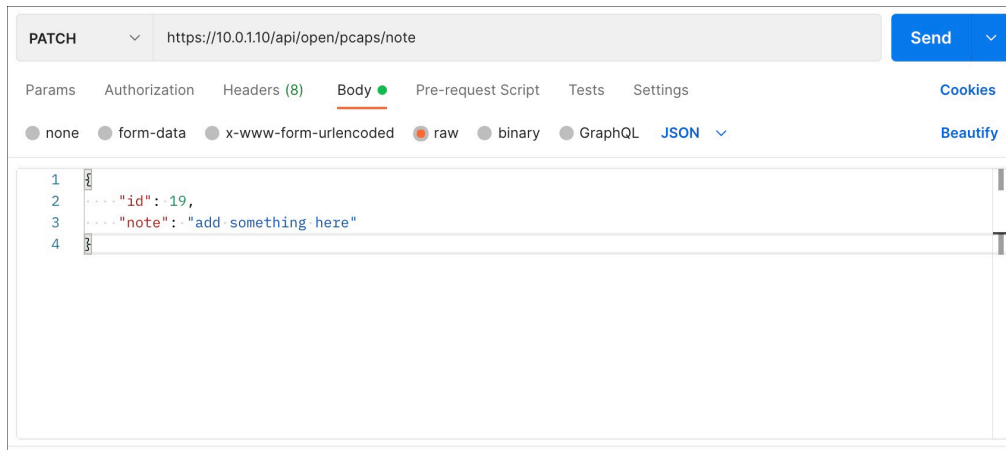 PATCH https://10.0.1.10/api/open/pcaps/note Send
Params Authorization Headers (8) Body Pre-request Script Tests Settings Cookies
none form-data x-www-form-urlencoded raw binary GraphQL JSON Beautify
1 {
2 "id": 19,
3 "note": "add something here"
4 }